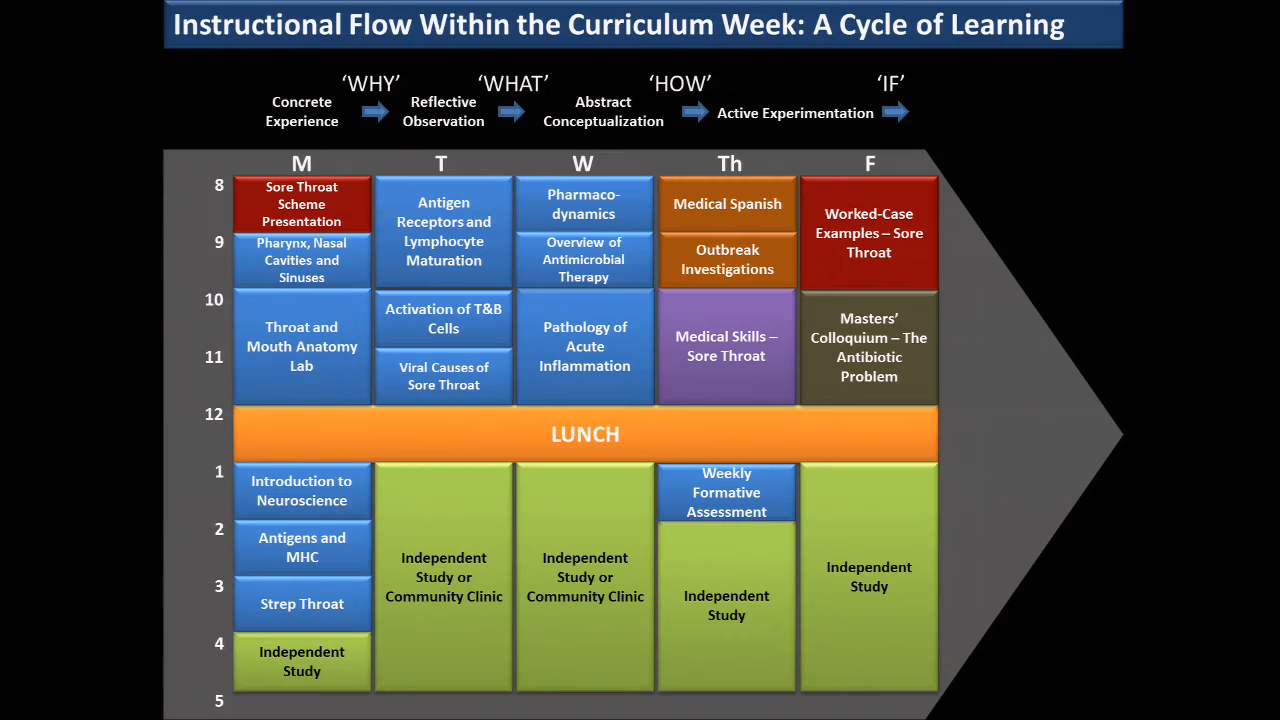 Instructional Flow Within the Curriculum Week: A Cycle of Learning
‘WHY’ ‘WHAT’ ‘HOW’ ‘IF’
Concrete
Experience
Reflective
Observation
Abstract
Conceptualization
Active Experimentation
M T W Th F
8
9
10
11
12
1
2
3
4
5
Sore Throat
Scheme
Presentation
Pharynx, Nasal
Cavities and
Sinuses
Throat and
Mouth Anatomy
Lab
Antigen
Receptors and
Lymphocyte
Maturation
Activation of T&B
Cells
Viral Causes of
Sore Throat
Pharmaco-
dynamics
Overview of
Antimicrobial
Therapy
Pathology of
Acute
Inflammation
Medical Spanish
Outbreak
Investigations
Medical Skills –
Sore Throat
Worked-Case
Examples – Sore
Throat
Masters’
Colloquium – The
Antibiotic
Problem
LUNCH
Introduction to
Neuroscience
Antigens and
MHC
Strep Throat
Independent
Study
Independent
Study or
Community Clinic
Independent
Study or
Community Clinic
Weekly
Formative
Assessment
Independent
Study
Independent
Study